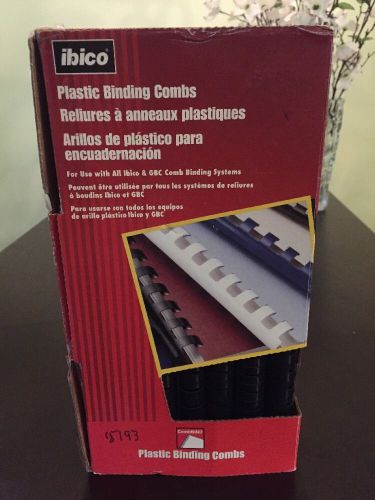 ibico
Plastic Binding Combs
Reliures à anneaux plastiques
Arillos de plástico para
encuadernación
For Use with All Ibico & GBC Comb Binding Systems
Peuvent être utilisée par tous les systèmes de reliures
à boudins Ibico et GBC
Para usarse con todos los equipos
de arillo plástico Ibico y GBC
CombBind
Plastic Binding Combs